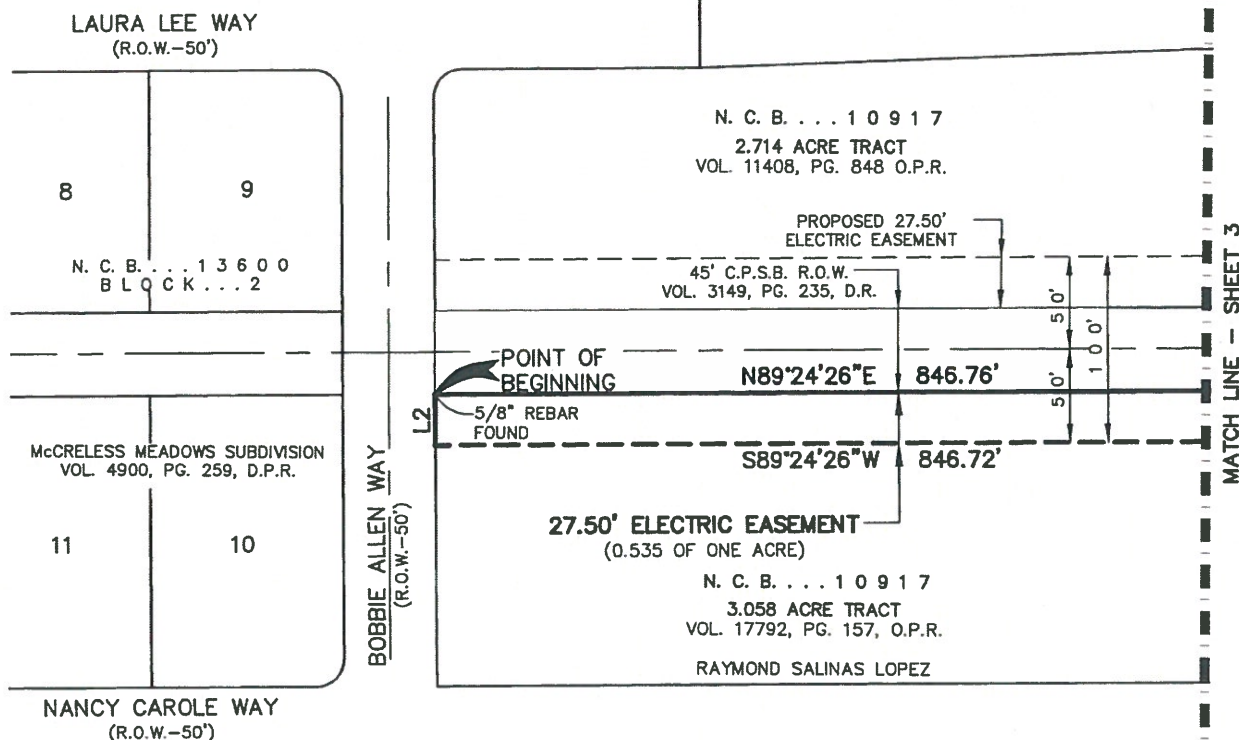 LAURA LEE WAY
(R.O.W.-50')
8
9
N. C. B. . . . 1 3 6 0 0
B L O C K . . . 2
McCRELESS MEADOWS SUBDIVISION
VOL. 4900, PG. 259, D.P.R.
11
10
NANCY CAROLE WAY
(R.O.W.-50')
BOBBIE ALLEN WAY
(R.O.W.-50')
N. C. B. . . . 1 0 9 1 7
2.714 ACRE TRACT
VOL. 11408, PG. 848 O.P.R.
PROPOSED 27.50'
ELECTRIC EASEMENT
45' C.P.S.B. R.O.W.
VOL. 3149, PG. 235, D.R.
50'
100'
50'
POINT OF
BEGINNING
N89°24'26"E 846.76'
L2
5/8" REBAR
FOUND
S89°24'26"W 846.72'
27.50' ELECTRIC EASEMENT
(0.535 OF ONE ACRE)
N. C. B. . . . 1 0 9 1 7
3.058 ACRE TRACT
VOL. 17792, PG. 157, O.P.R.
RAYMOND SALINAS LOPEZ
MATCH LINE - SHEET 3